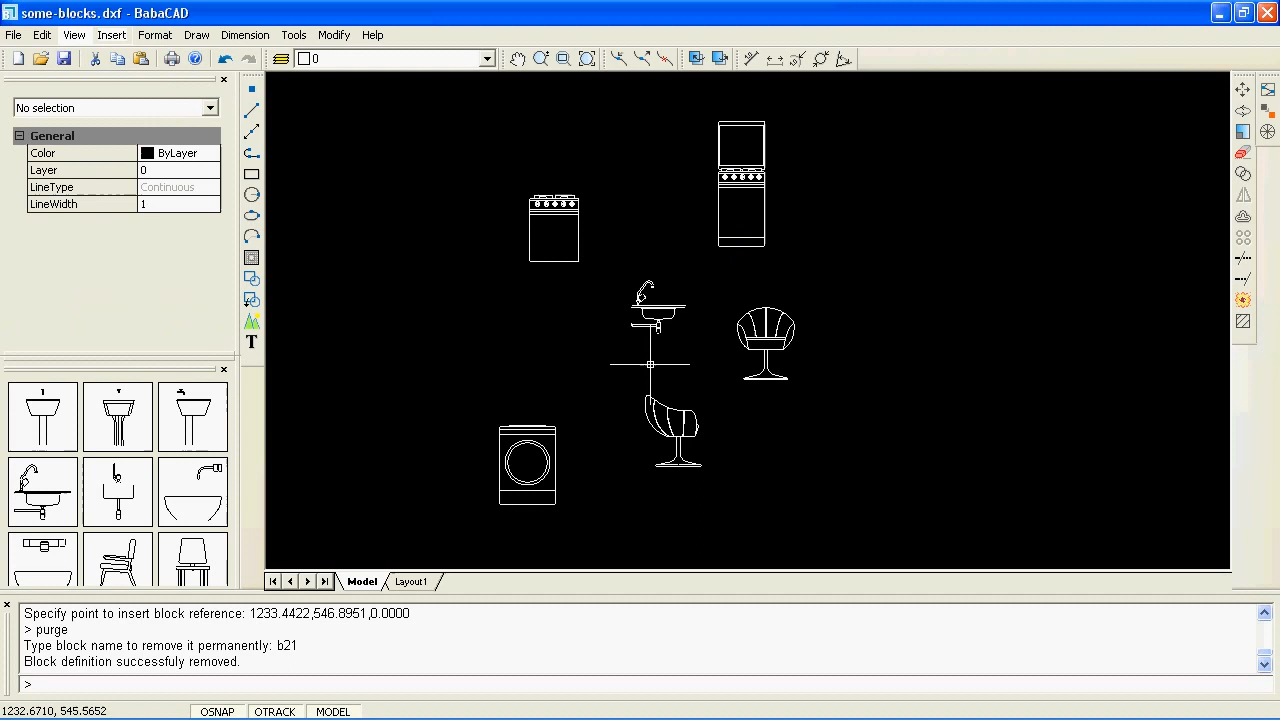 some-blocks.dxf - BabaCAD
File Edit View Insert Format Draw Dimension Tools Modify Help
0
No selection
General
Color ByLayer
Layer 0
LineType Continuous
LineWidth 1
T
Model Layout1
Specify point to insert block reference: 1233.4422,546.8951,0.0000
> purge
Type block name to remove it permanently: b21
Block definition successfuly removed.
>
1232.6710, 545.5652 OSNAP OTRACK MODEL